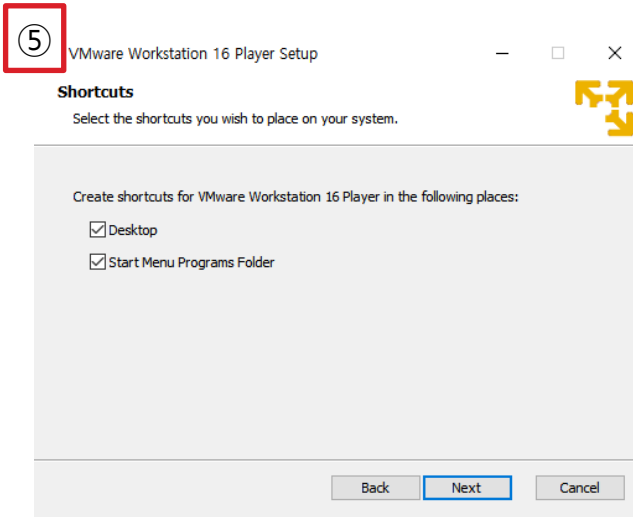 ⑤
VMware Workstation 16 Player Setup
Shortcuts
Select the shortcuts you wish to place on your system.
Create shortcuts for VMware Workstation 16 Player in the following places:
Desktop
Start Menu Programs Folder
Back Next Cancel